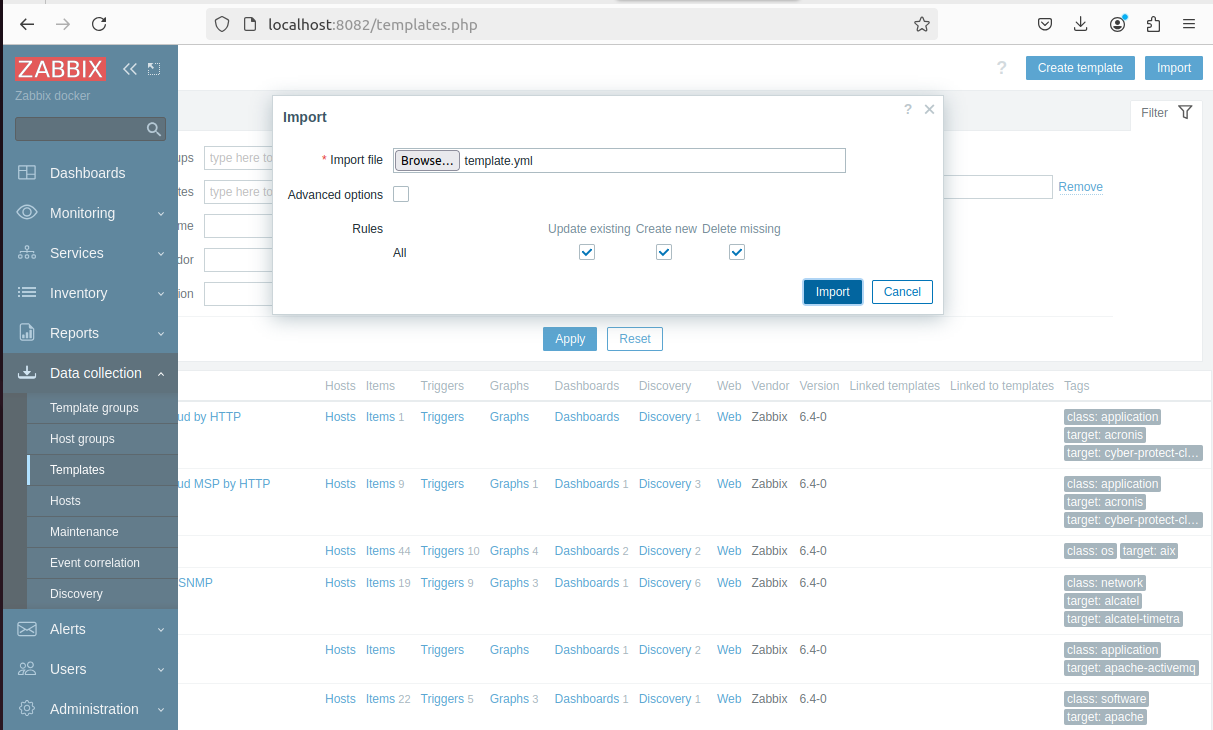 localhost:8082/templates.php
ZABBIX
Zabbix docker
? Create template Import
Import ? ×
Filter
* Import file Browse... template.yml
ups type here to
Advanced options
tes type here to
Remove
Rules Update existing Create new Delete missing
me
All
dor
ion
Import Cancel
Apply Reset
Dashboards
Monitoring
Services
Inventory
Reports
Data collection
Template groups
Host groups
Templates
Hosts
Maintenance
Event correlation
Discovery
Alerts
Users
Administration
Hosts Items Triggers Graphs Dashboards Discovery Web Vendor Version Linked templates Linked to templates Tags
ud by HTTP Hosts Items 1 Triggers Graphs Dashboards Discovery 1 Web Zabbix 6.4-0 class: application
target: acronis
target: cyber-protect-cl...
ud MSP by HTTP Hosts Items 9 Triggers Graphs 1 Dashboards 1 Discovery 3 Web Zabbix 6.4-0 class: application
target: acronis
target: cyber-protect-cl...
Hosts Items 44 Triggers 10 Graphs 4 Dashboards 2 Discovery 2 Web Zabbix 6.4-0 class: os target: aix
SNMP Hosts Items 19 Triggers 9 Graphs 3 Dashboards 1 Discovery 6 Web Zabbix 6.4-0 class: network
target: alcatel
target: alcatel-timetra
Hosts Items Triggers Graphs Dashboards 1 Discovery 2 Web Zabbix 6.4-0 class: application
target: apache-activemq
Hosts Items 22 Triggers 5 Graphs 3 Dashboards 1 Discovery 1 Web Zabbix 6.4-0 class: software
target: apache